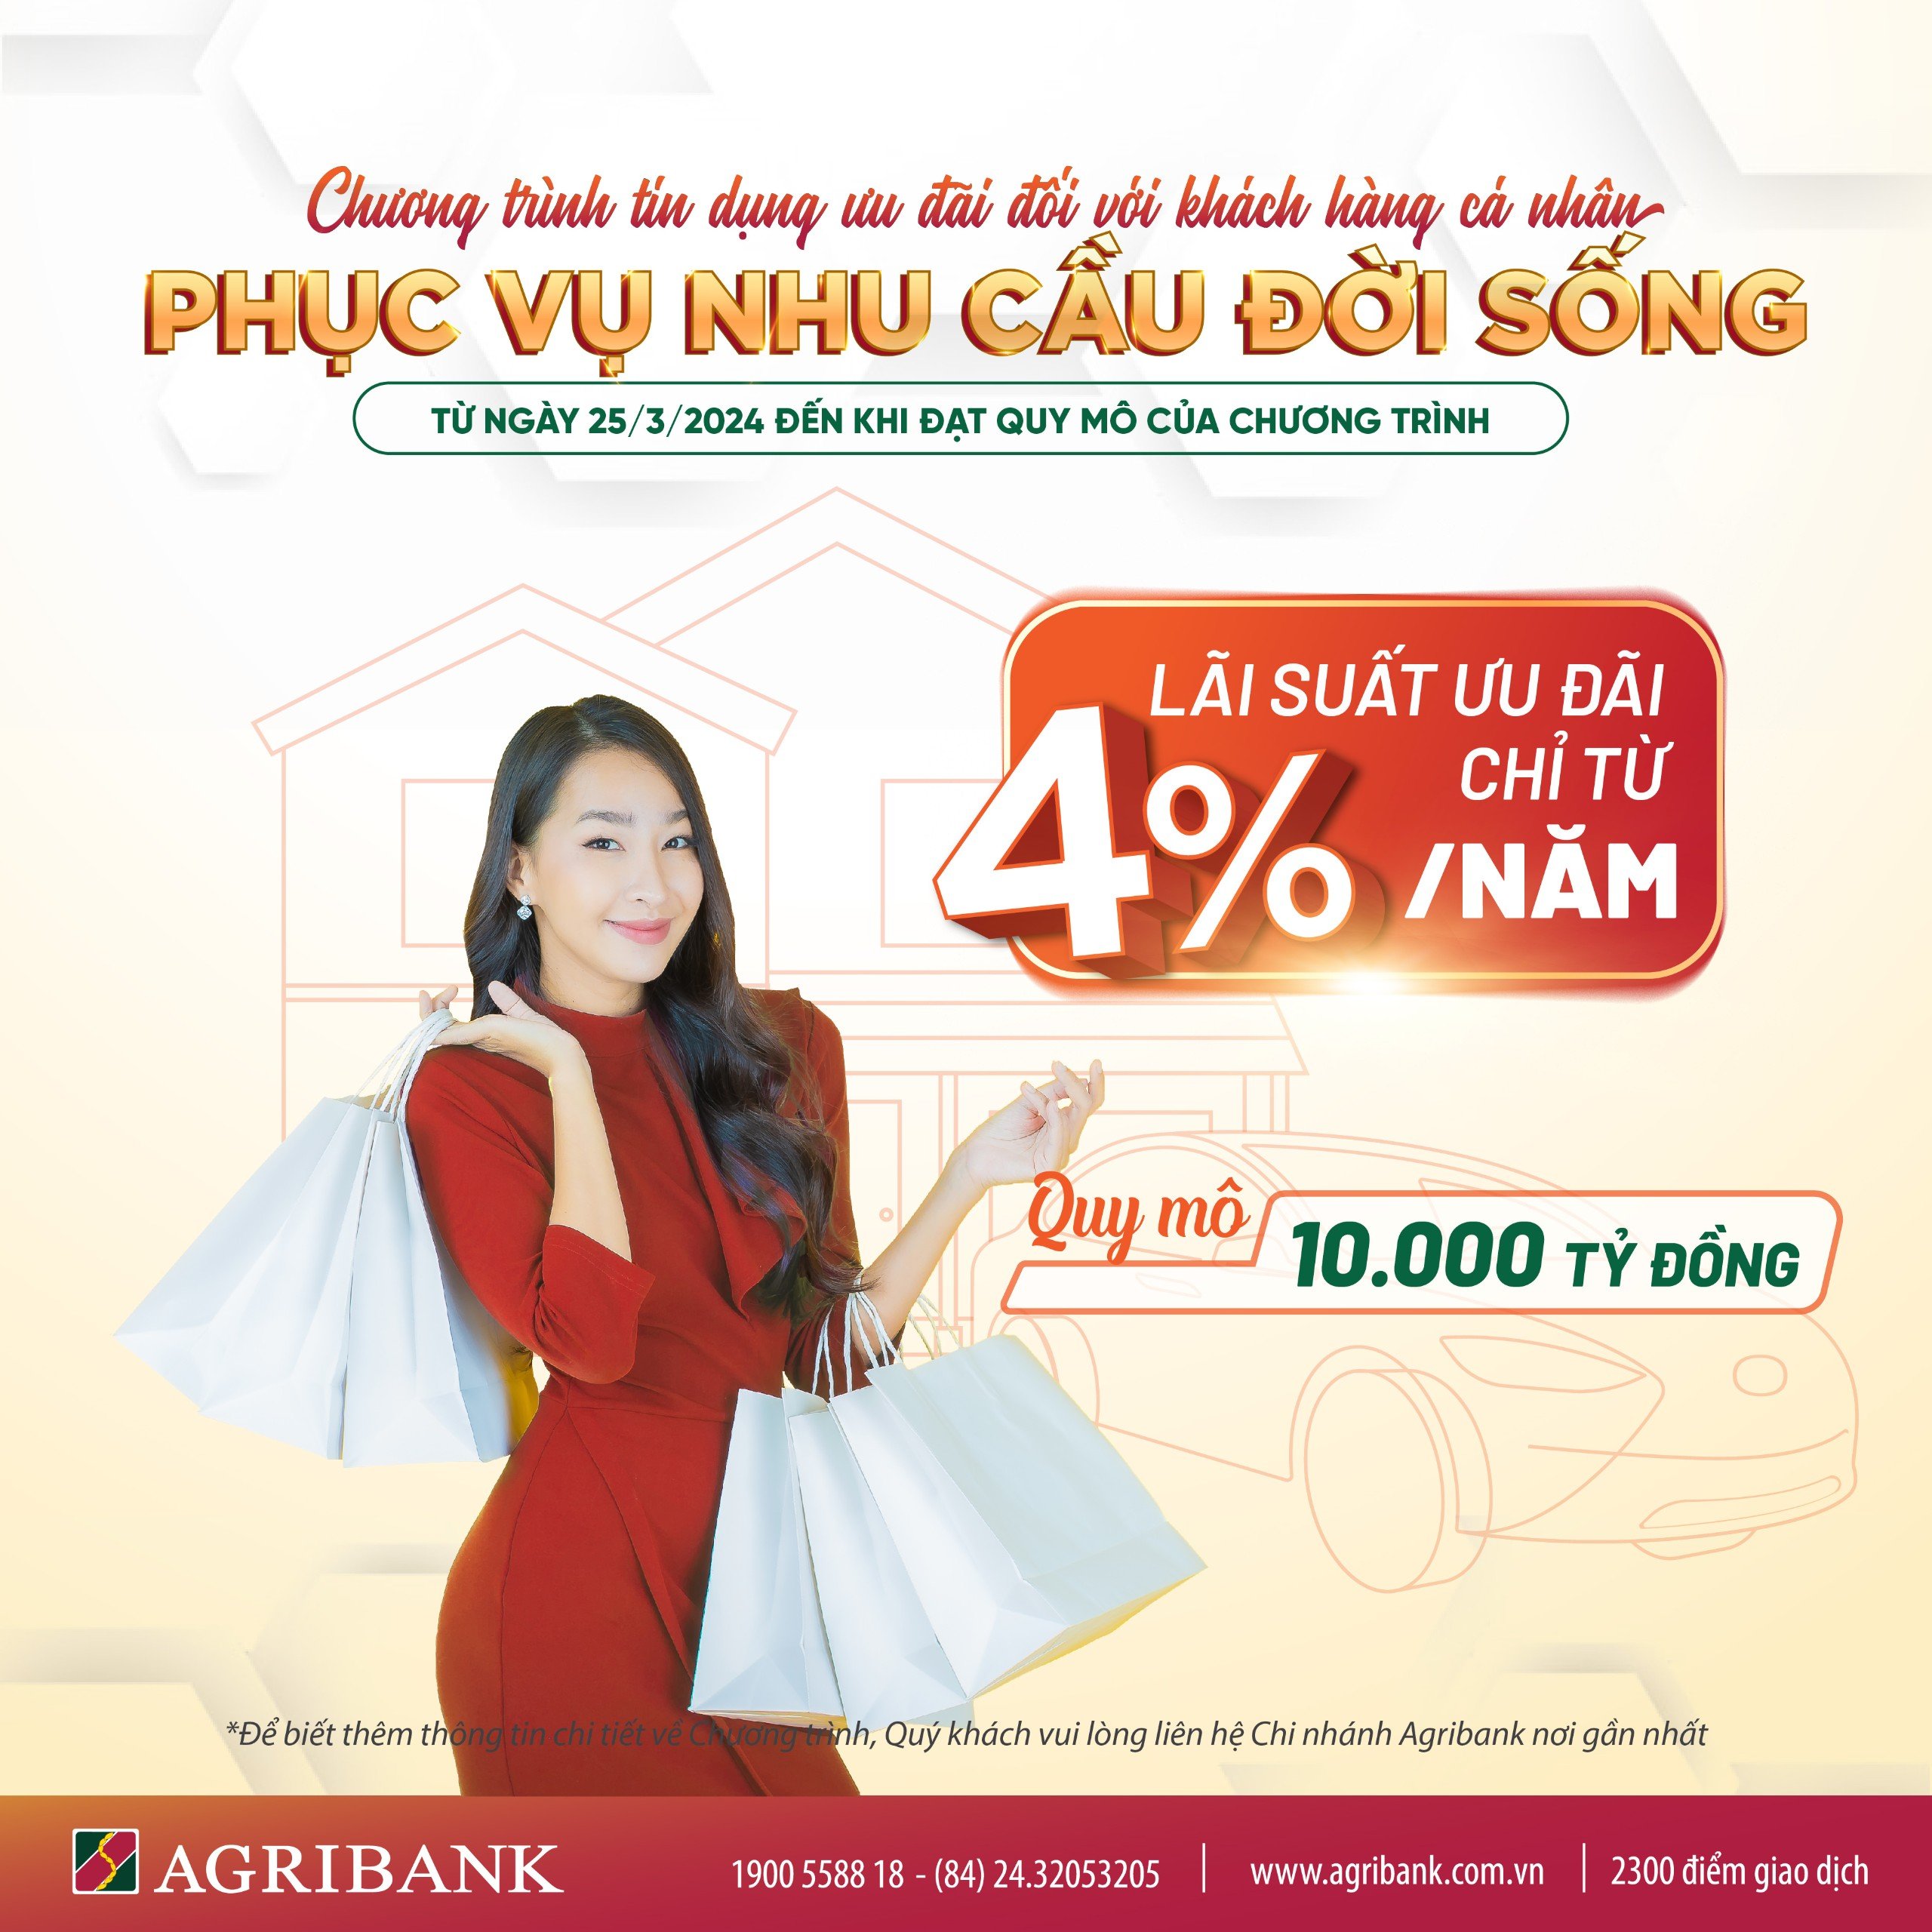 Chương trình tín dụng ưu đãi đối với khách hàng cá nhân
PHỤC VỤ NHU CẦU ĐỜI SỐNG
TỪ NGÀY 25/3/2024 ĐẾN KHI ĐẠT QUY MÔ CỦA CHƯƠNG TRÌNH
LÃI SUẤT ƯU ĐÃI
CHỈ TỪ
4% /NĂM
Quy mô 10.000 TỶ ĐỒNG
*Để biết thêm thông tin chi tiết về Chương trình, Quý khách vui lòng liên hệ Chi nhánh Agribank nơi gần nhất
AGRIBANK 1900 5588 18 - (84) 24.32053205 | www.agribank.com.vn | 2300 điểm giao dịch